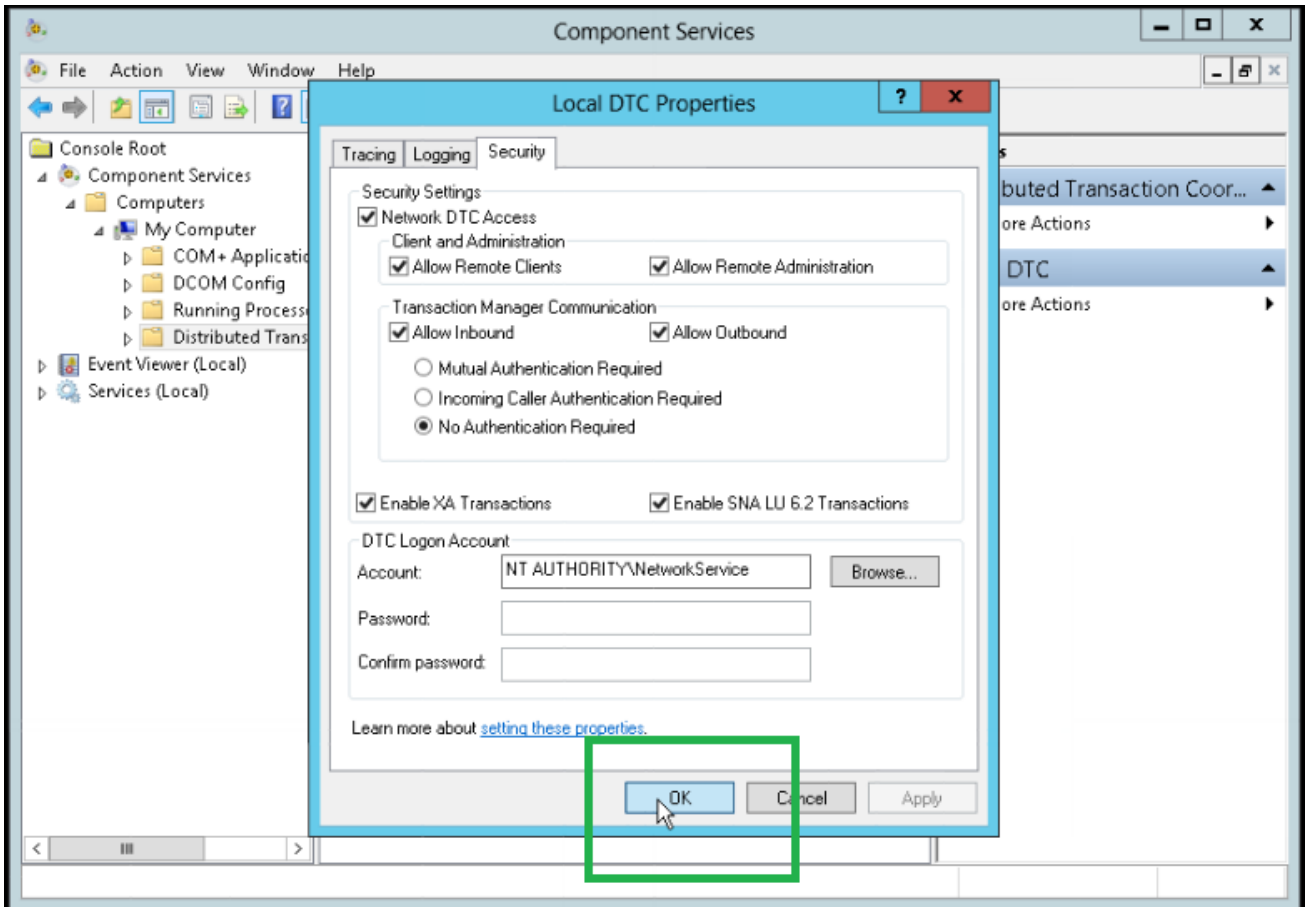 Component Services
File Action View Window Help
Local DTC Properties
Console Root
Component Services
Computers
My Computer
COM+ Applicatio
DCOM Config
Running Processe
Distributed Trans
Event Viewer (Local)
Services (Local)
Tracing Logging Security
Security Settings
Network DTC Access
Client and Administration
Allow Remote Clients Allow Remote Administration
Transaction Manager Communication
Allow Inbound Allow Outbound
Mutual Authentication Required
Incoming Caller Authentication Required
No Authentication Required
Enable XA Transactions Enable SNA LU 6.2 Transactions
DTC Logon Account
Account: NT AUTHORITY\NetworkService Browse...
Password:
Confirm password:
Learn more about setting these properties.
OK Cancel Apply
s
buted Transaction Coor...
ore Actions
DTC
ore Actions